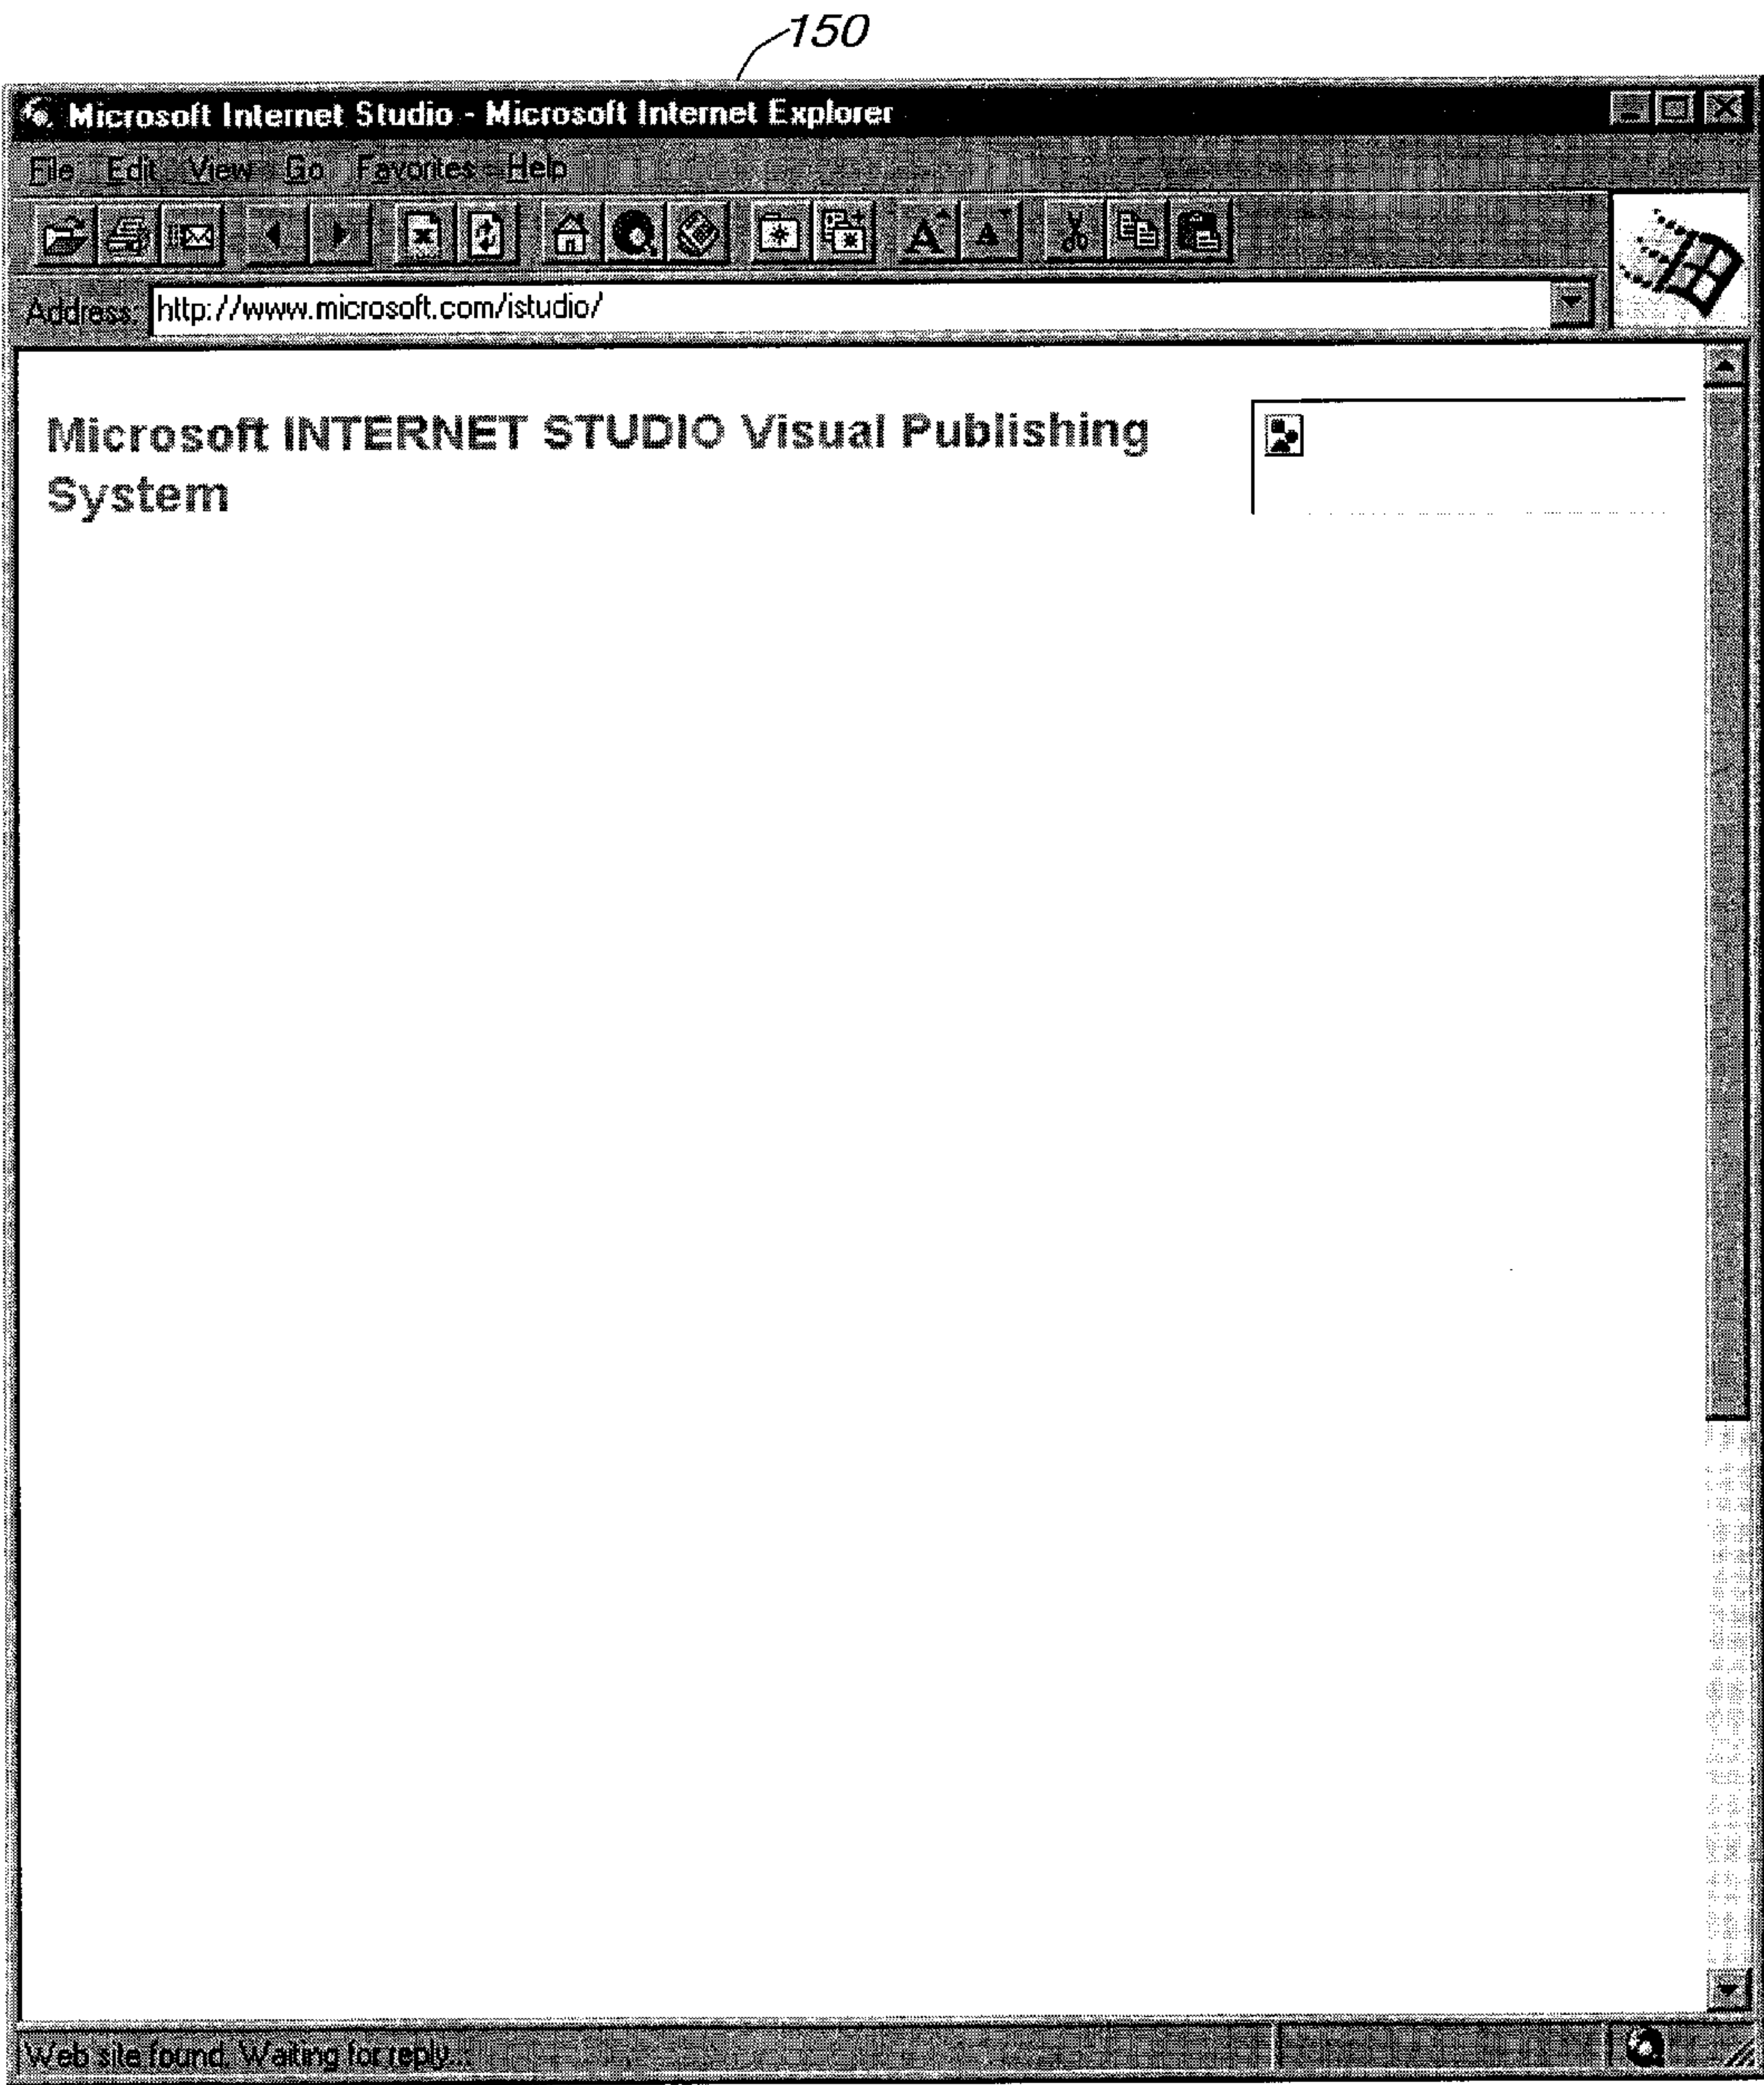 150
Microsoft Internet Studio - Microsoft Internet Explorer
File Edit View Go Favorites Help
Address: http://www.microsoft.com/istudio/
Microsoft INTERNET STUDIO Visual Publishing
System
Web site found. Waiting for reply...